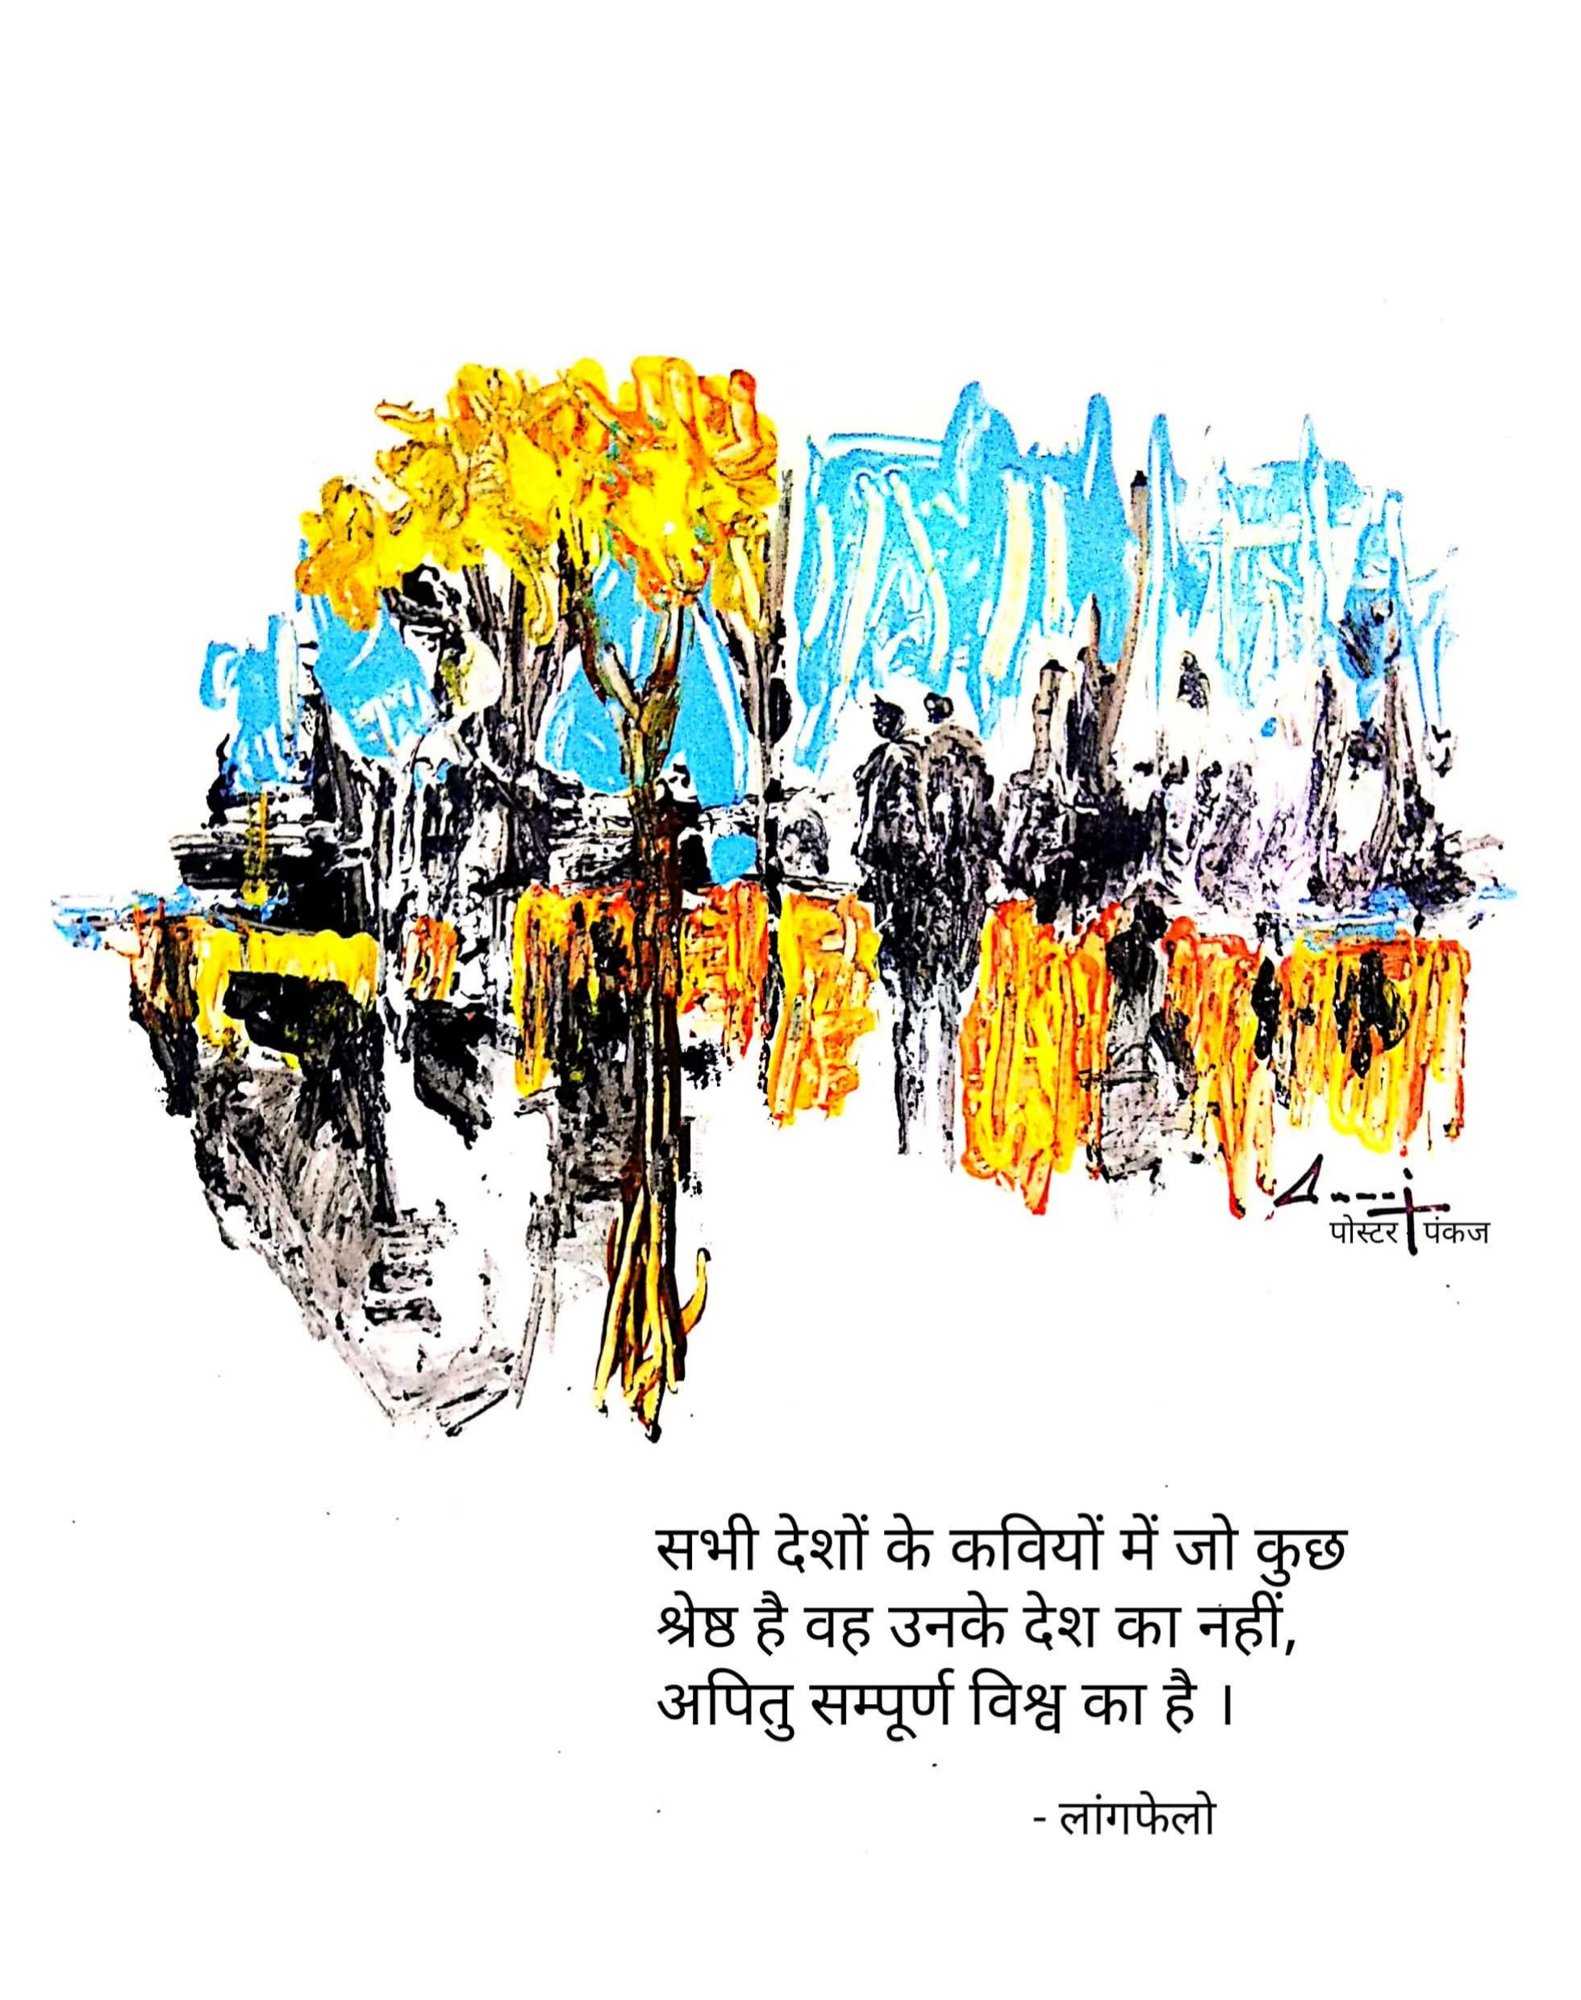 पोस्टर पंकज
सभी देशों के कवियों में जो कुछ
श्रेष्ठ है वह उनके देश का नहीं,
अपितु सम्पूर्ण विश्व का है ।
- लांगफेलो